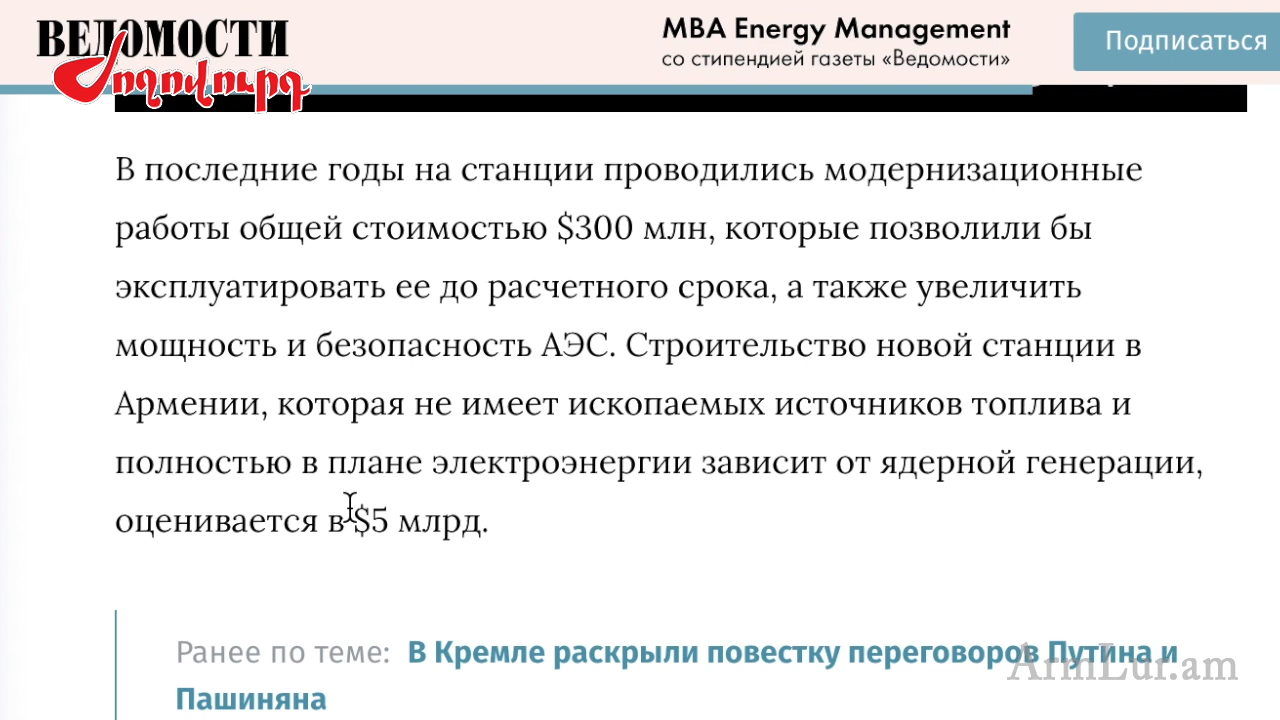 ВЕДОМОСТИ
Ժողովուրդ
MBA Energy Management
со стипендией газеты «Ведомости»
Подписаться
В последние годы на станции проводились модернизационные
работы общей стоимостью $300 млн, которые позволили бы
эксплуатировать ее до расчетного срока, а также увеличить
мощность и безопасность АЭС. Строительство новой станции в
Армении, которая не имеет ископаемых источников топлива и
полностью в плане электроэнергии зависит от ядерной генерации,
оценивается в $5 млрд.
Ранее по теме: В Кремле раскрыли повестку переговоров Путина и
Пашиняна
ArmLur.am